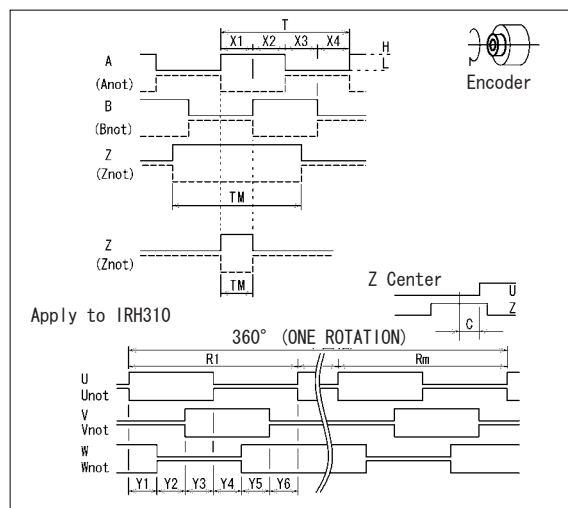 T
X1 X2 X3 X4
A
H
L
(Anot)
Encoder
B
(Bnot)
Z
(Znot)
TM
Z
(Znot)
TM
Z Center
U
Z
C
Apply to IRH310
360° (ONE ROTATION)
R1
Rm
U
Unot
V
Vnot
W
Wnot
Y1 Y2 Y3 Y4 Y5 Y6